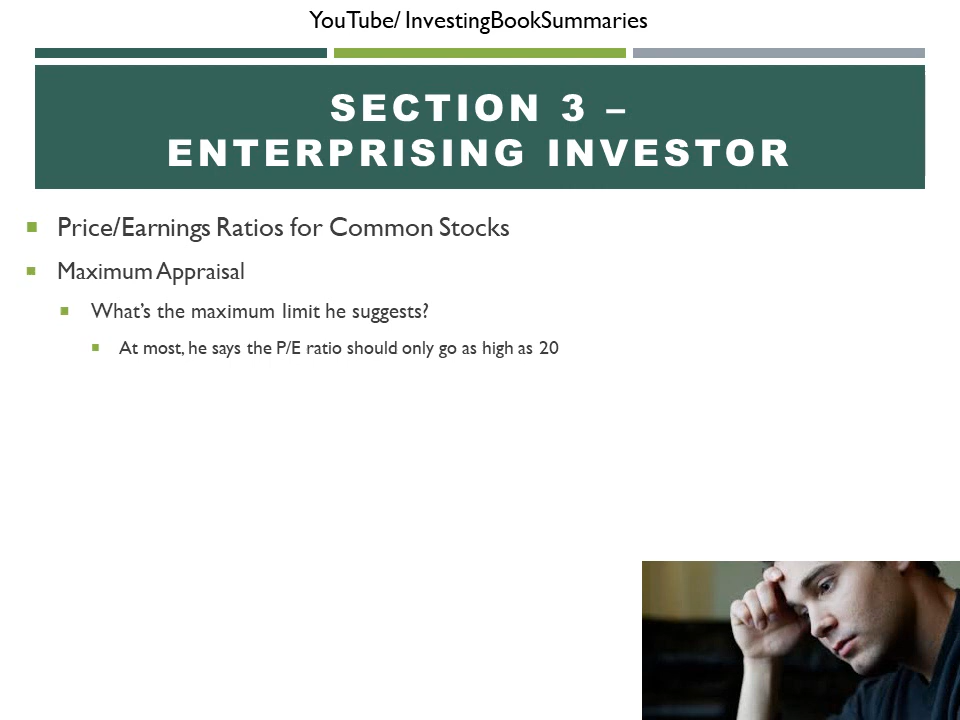 YouTube/ InvestingBookSummaries
SECTION 3 –
ENTERPRISING INVESTOR
Price/Earnings Ratios for Common Stocks
Maximum Appraisal
What’s the maximum limit he suggests?
At most, he says the P/E ratio should only go as high as 20